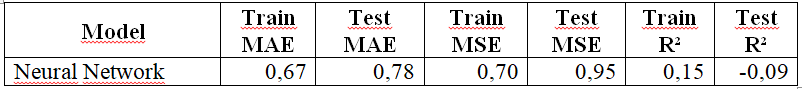 Model Train MAE Test MAE Train MSE Test MSE Train R² Test R²
Neural Network 0,67 0,78 0,70 0,95 0,15 -0,09